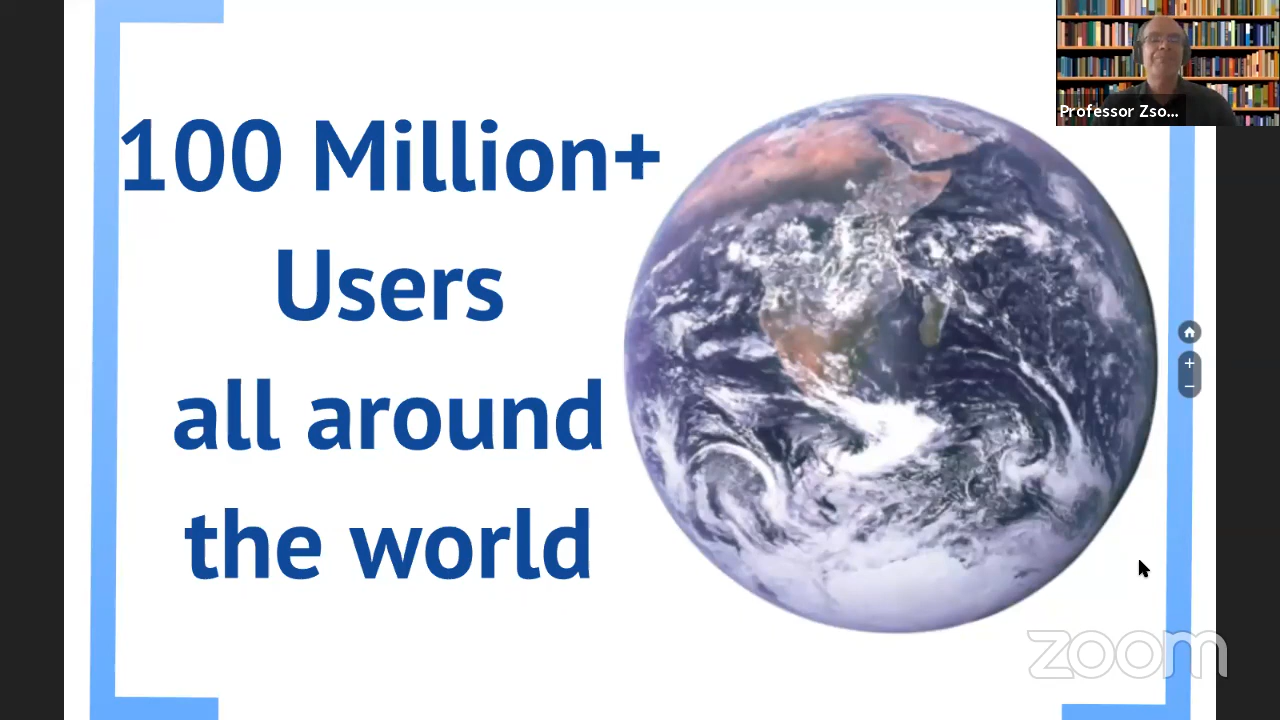 100 Million+
Users
all around
the world
Professor Zso...
zoom